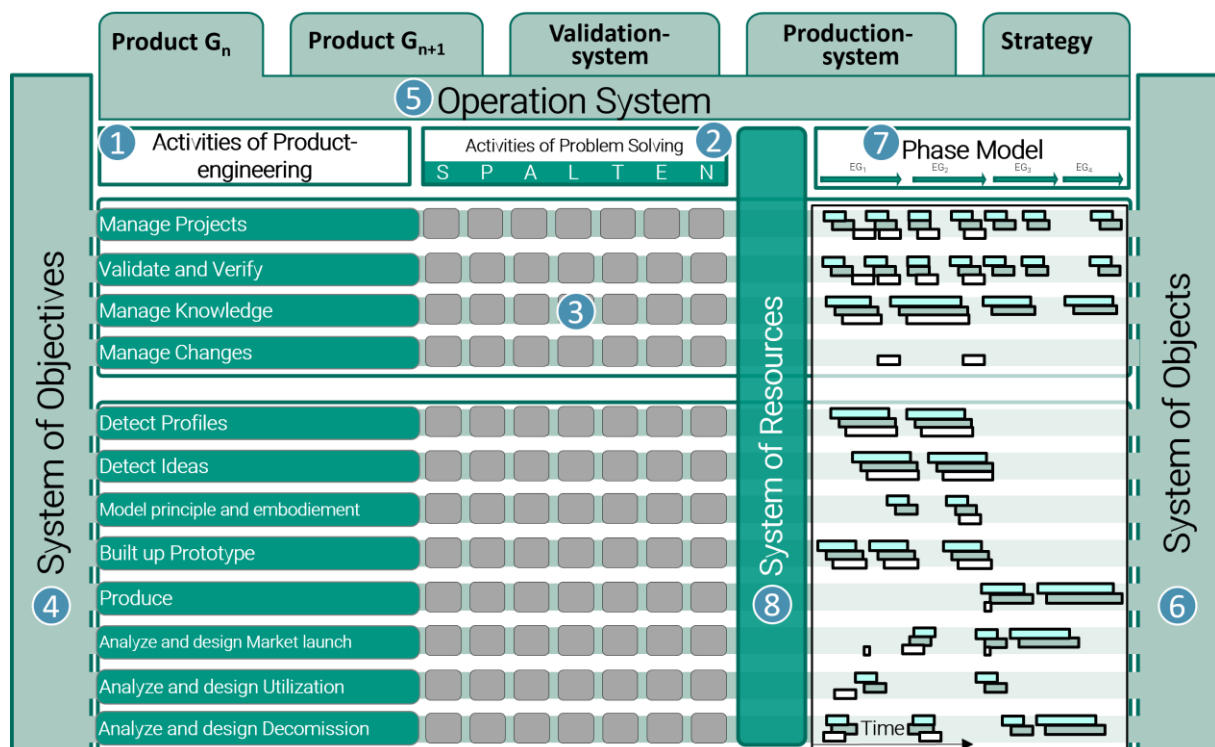 Product Gn
Product Gn+1
Validation-
system
Production-
system
Strategy
5 Operation System
1 Activities of Product-
engineering
Activities of Problem Solving 2
S P A L T E N
7 Phase Model
EG1 EG2 EG3 EG4
4 System of Objectives
8 System of Resources
6 System of Objects
Manage Projects
Validate and Verify
Manage Knowledge
3
Manage Changes
Detect Profiles
Detect Ideas
Model principle and embodiement
Built up Prototype
Produce
Analyze and design Market launch
Analyze and design Utilization
Analyze and design Decomission
Time